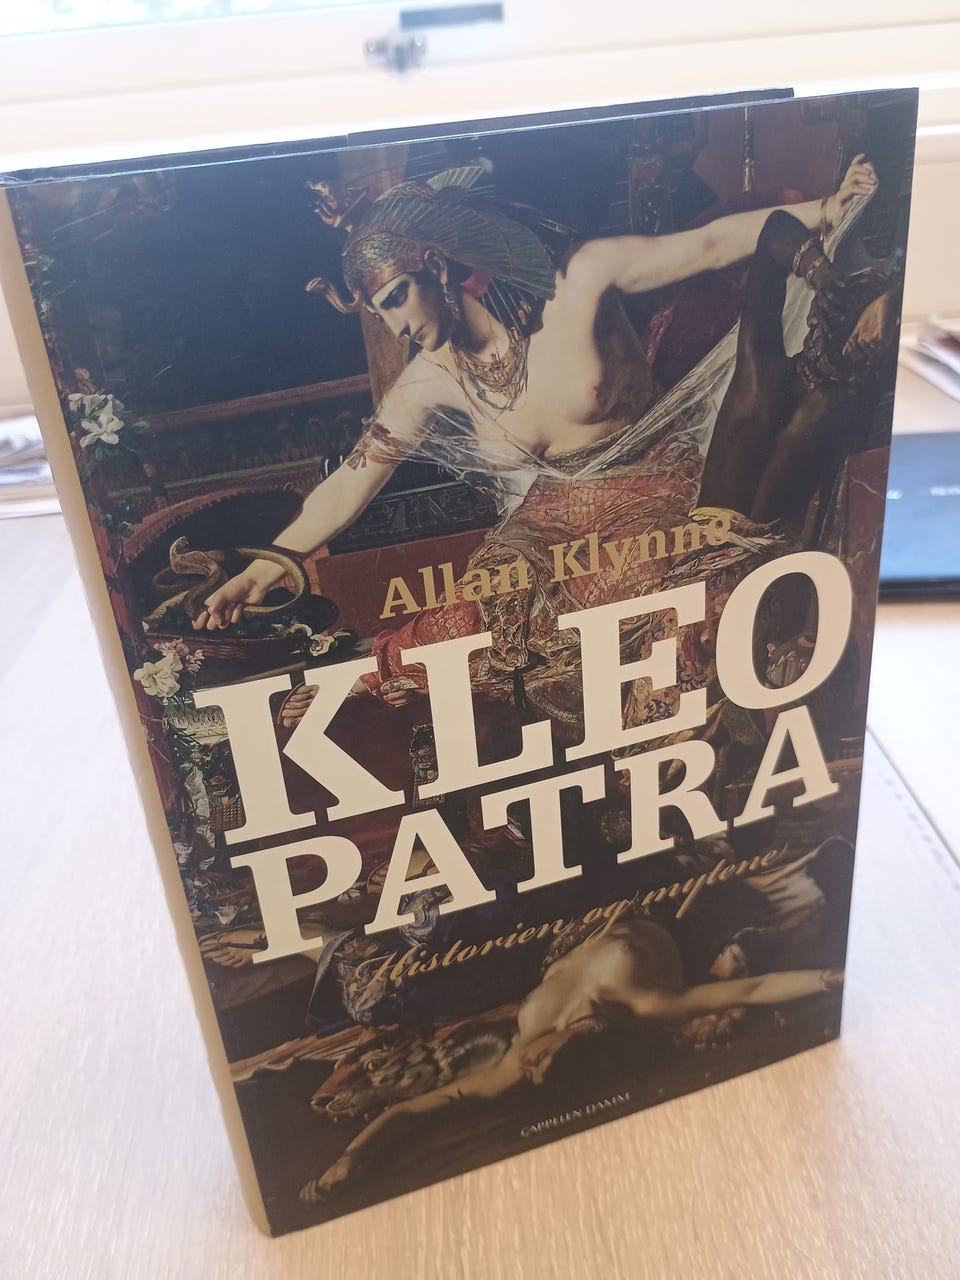 Allan Klynne
KLEO
PATRA
Historien og mytene
CAPPELEN DAMM